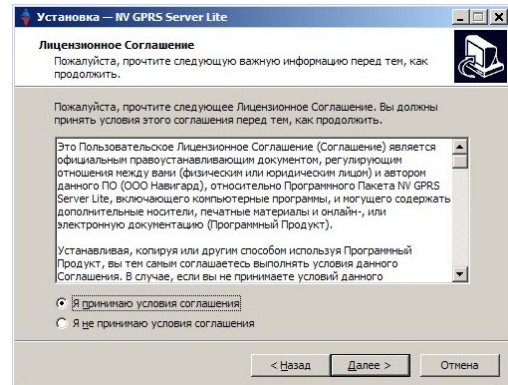 Установка — NV GPRS Server Lite
Лицензионное Соглашение
Пожалуйста, прочтите следующую важную информацию перед тем, как
продолжить.
Пожалуйста, прочтите следующее Лицензионное Соглашение. Вы должны
принять условия этого соглашения перед тем, как продолжить.
Это Пользовательское Лицензионное Соглашение (Соглашение) является
официальным правоустанавливающим документом, регулирующим
отношения между вами (физическим или юридическим лицом) и автором
данного ПО (ООО Навигард), относительно Программного Пакета NV GPRS
Server Lite, включающего компьютерные программы, и могущего содержать
дополнительные носители, печатные материалы и онлайн-, или
электронную документацию (Программный Продукт).
Устанавливая, копируя или другим способом используя Программный
Продукт, вы тем самым соглашаетесь выполнять условия данного
Соглашения. В случае, если вы не принимаете условий данного
Я принимаю условия соглашения
Я не принимаю условия соглашения
< Назад
Далее >
Отмена